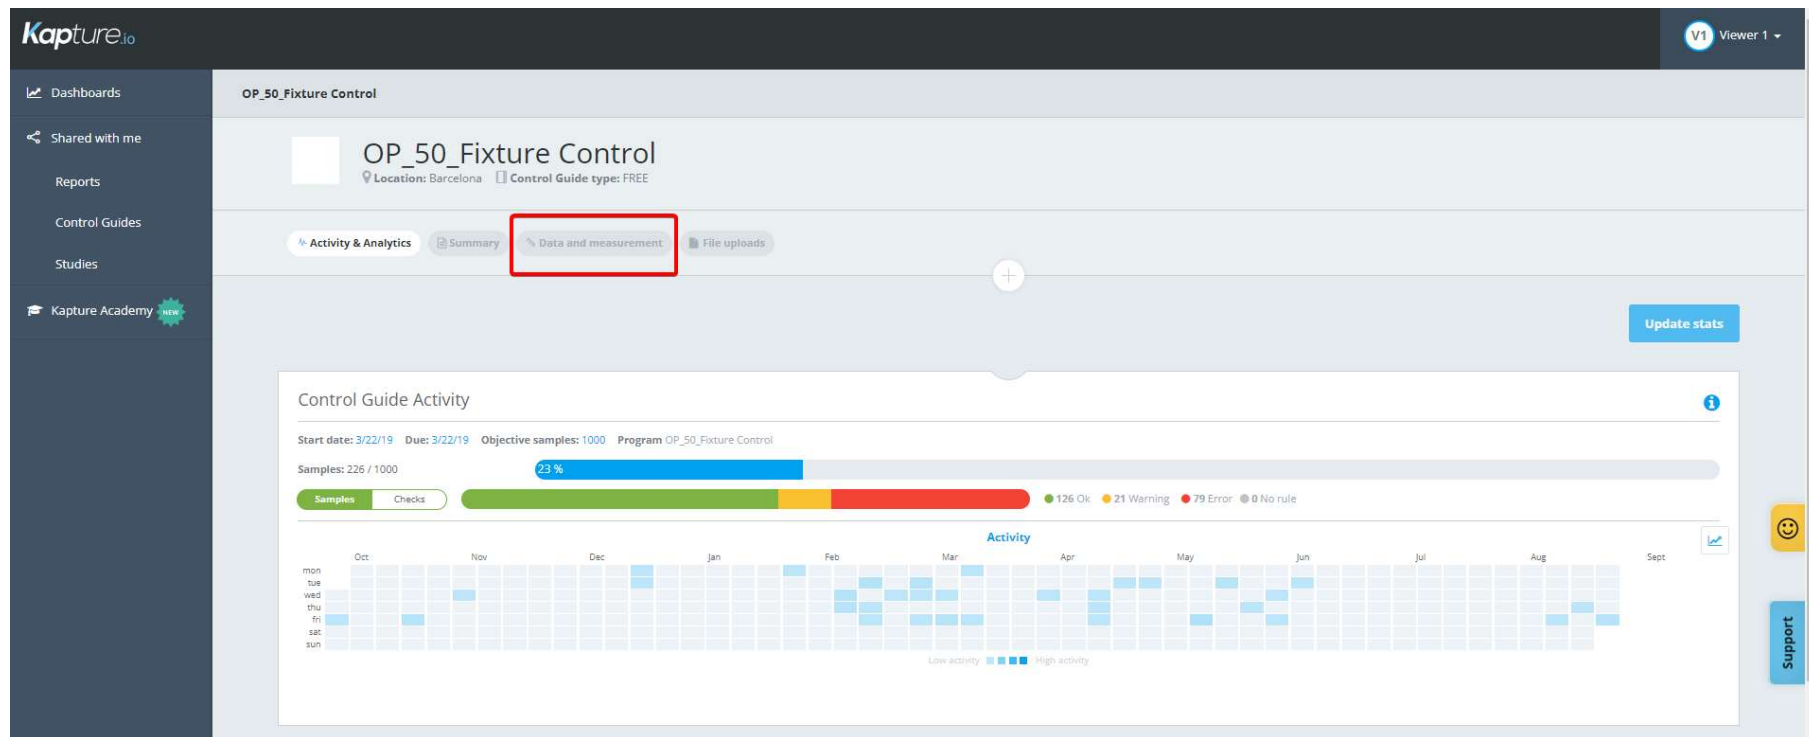 Kapture.io
V1 Viewer 1
Dashboards
OP_50_Fixture Control
Shared with me
Reports
Control Guides
Studies
Kapture Academy NEW
OP_50_Fixture Control
Location: Barcelona Control Guide type: FREE
Activity & Analytics Summary Data and measurement File uploads
+
Update stats
Control Guide Activity
Start date: 3/22/19 Due: 3/22/19 Objective samples: 1000 Program OP_50_Fixture Control
Samples: 226 / 1000 23 %
Samples Checks 126 Ok 21 Warning 79 Error 0 No rule
Activity
Oct Nov Dec Jan Feb Mar Apr May Jun Jul Aug Sept
mon
tue
wed
thu
fri
sat
sun
Low activity High activity
Support